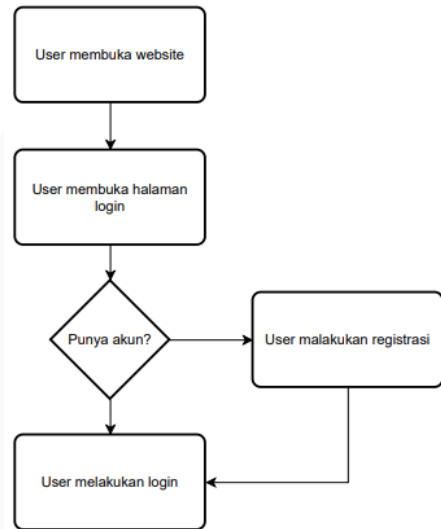 User membuka website
User membuka halaman
login
Punya akun?
User malakukan registrasi
User melakukan login